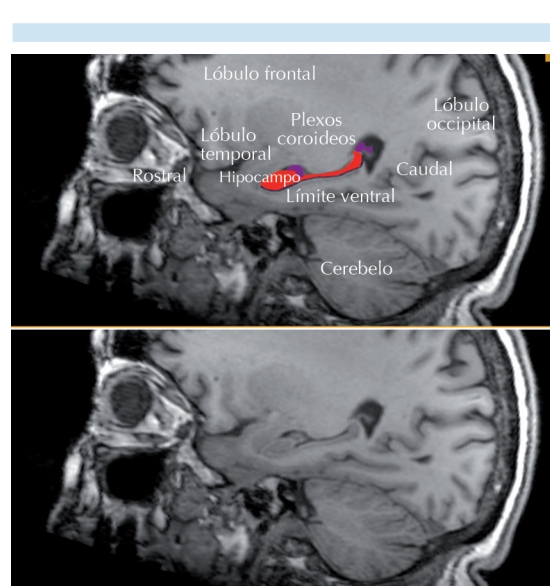 Lóbulo frontal
Lóbulo
occipital
Plexos
coroideos
Lóbulo
temporal
Caudal
Rostral
Hipocampo
Límite ventral
Cerebelo